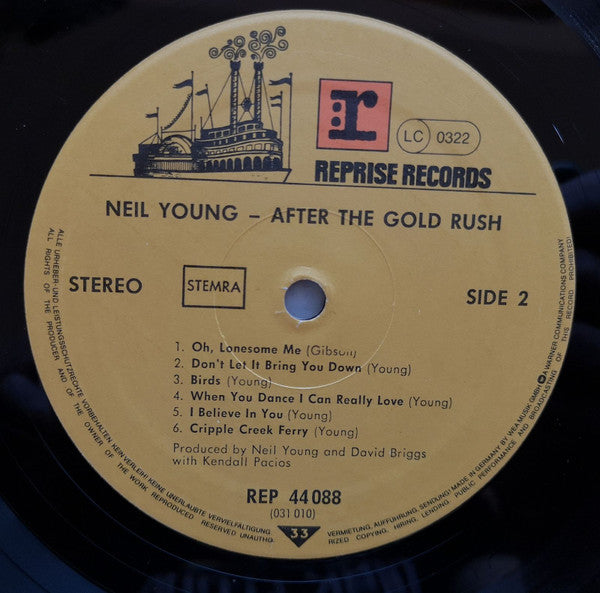 r
LC 0322
REPRISE RECORDS
NEIL YOUNG – AFTER THE GOLD RUSH
STEREO
STEMRA
SIDE 2
1. Oh, Lonesome Me (Gibson)
2. Don't Let It Bring You Down (Young)
3. Birds (Young)
4. When You Dance I Can Really Love (Young)
5. I Believe In You (Young)
6. Cripple Creek Ferry (Young)
Produced by Neil Young and David Briggs
with Kendall Pacios
REP 44 088
(031 010)
33
ALLE URHEBER- UND LEISTUNGSSCHUTZRECHTE VORBEHALTEN KEIN VERLEIH! KEINE UNERLAUBTE VERVIELFÄLTIGUNG,
VERMIETUNG, AUFFÜHRUNG, SENDUNG! MADE IN GERMANY BY WEA MUSIK GMBH A WARNER COMMUNICATIONS COMPANY
ALL RIGHTS OF THE PRODUCER AND OF THE OWNER OF THE WORK REPRODUCED RESERVED. UNAUTHO-
RIZED COPYING, HIRING, LENDING, PUBLIC PERFORMANCE AND BROADCASTING OF THIS RECORD PROHIBITED!